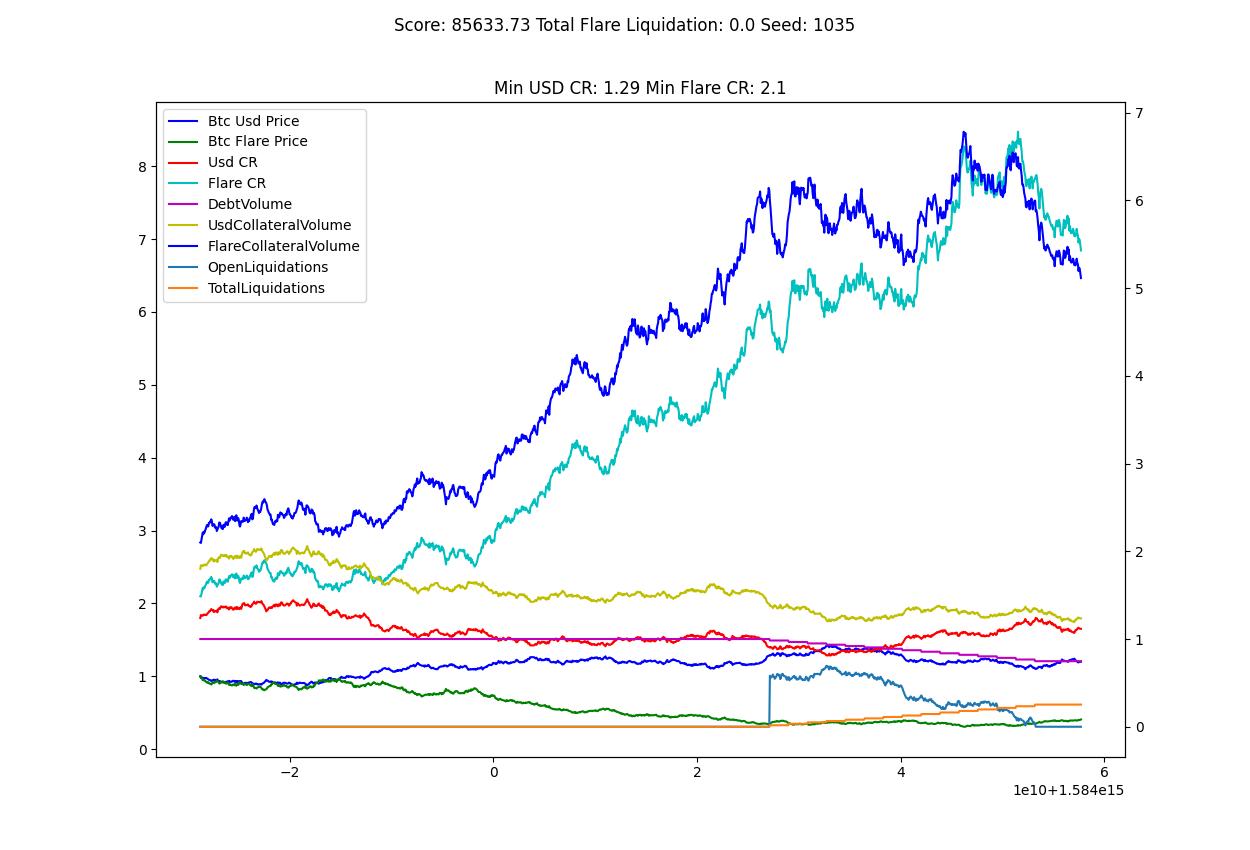 Score: 85633.73 Total Flare Liquidation: 0.0 Seed: 1035
Min USD CR: 1.29 Min Flare CR: 2.1
Btc Usd Price
Btc Flare Price
Usd CR
Flare CR
DebtVolume
UsdCollateralVolume
FlareCollateralVolume
OpenLiquidations
TotalLiquidations
8
7
6
5
4
3
2
1
0
7
6
5
4
3
2
1
0
−2
0
2
4
6
1e10+1.584e15